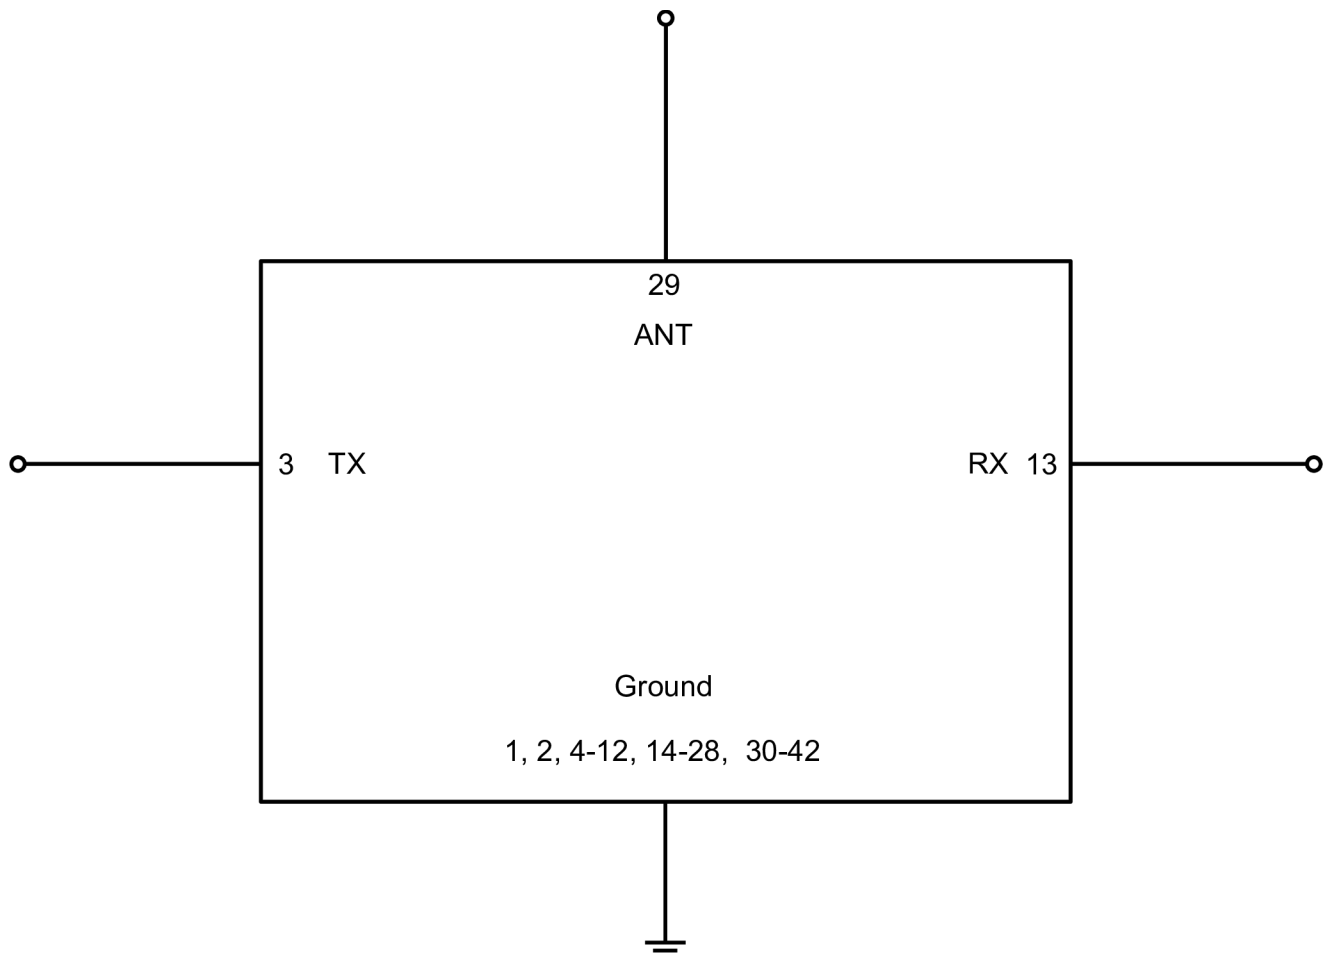 29
ANT
3 TX
RX 13
Ground
1, 2, 4-12, 14-28, 30-42